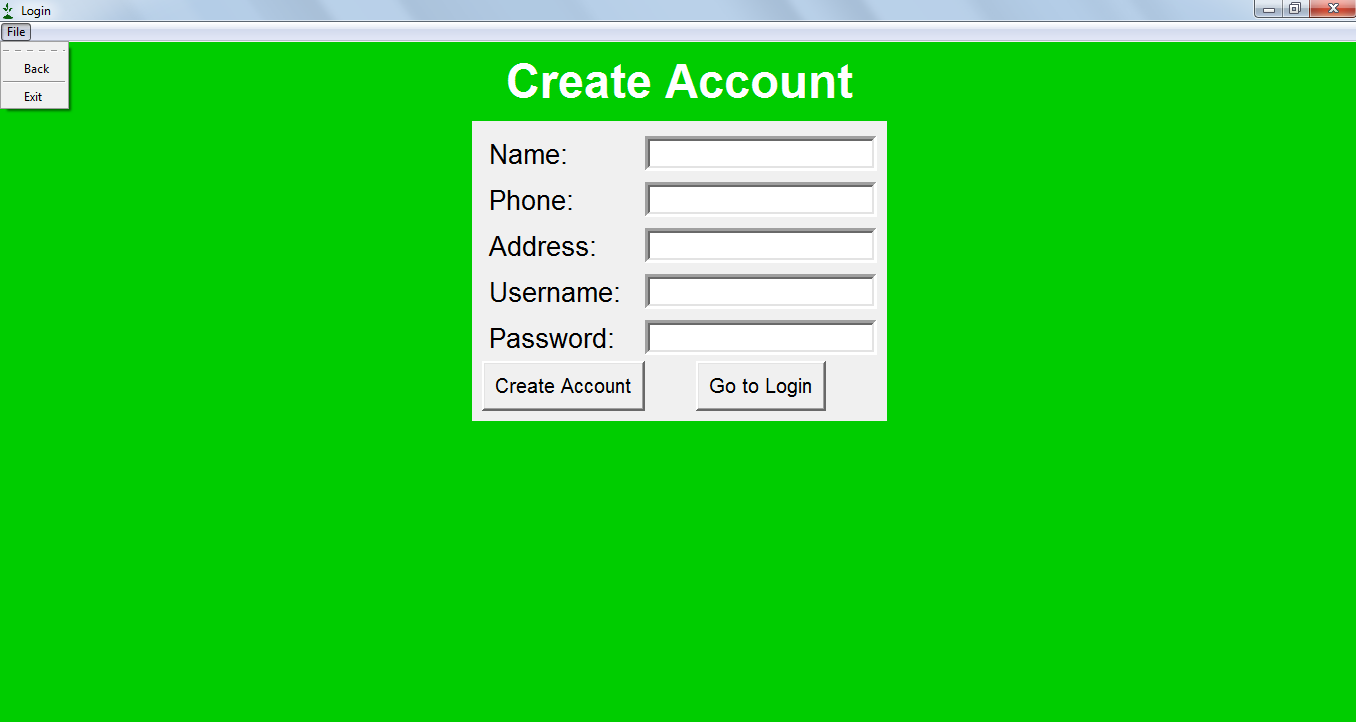 Login
File
Back
Exit
Create Account
Name:
Phone:
Address:
Username:
Password:
Create Account Go to Login